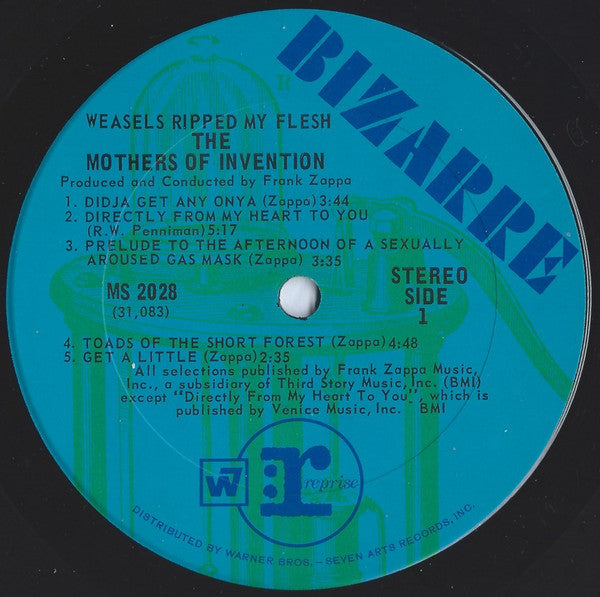 BIZARRE
WEASELS RIPPED MY FLESH
THE
MOTHERS OF INVENTION
Produced and Conducted by Frank Zappa
1. DIDJA GET ANY ONYA (Zappa) 3:44
2. DIRECTLY FROM MY HEART TO YOU
(R.W. Penniman) 5:17
3. PRELUDE TO THE AFTERNOON OF A SEXUALLY
AROUSED GAS MASK (Zappa) 3:35
MS 2028
(31,083)
STEREO
SIDE
1
4. TOADS OF THE SHORT FOREST (Zappa) 4:48
5. GET A LITTLE (Zappa) 2:35
All selections published by Frank Zappa Music,
Inc., a subsidiary of Third Story Music, Inc. (BMI)
except "Directly From My Heart To You", which is
published by Venice Music, Inc. BMI
W7
r reprise
DISTRIBUTED BY WARNER BROS.—SEVEN ARTS RECORDS, INC.